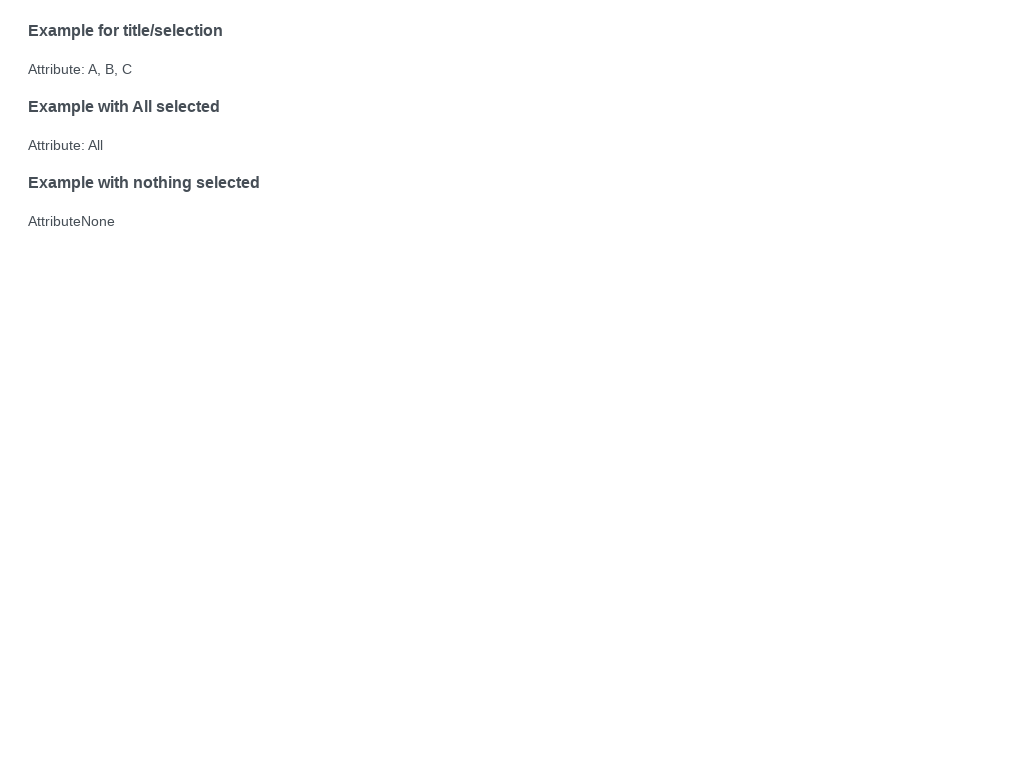 Example for title/selection
Attribute: A, B, C
Example with All selected
Attribute: All
Example with nothing selected
AttributeNone